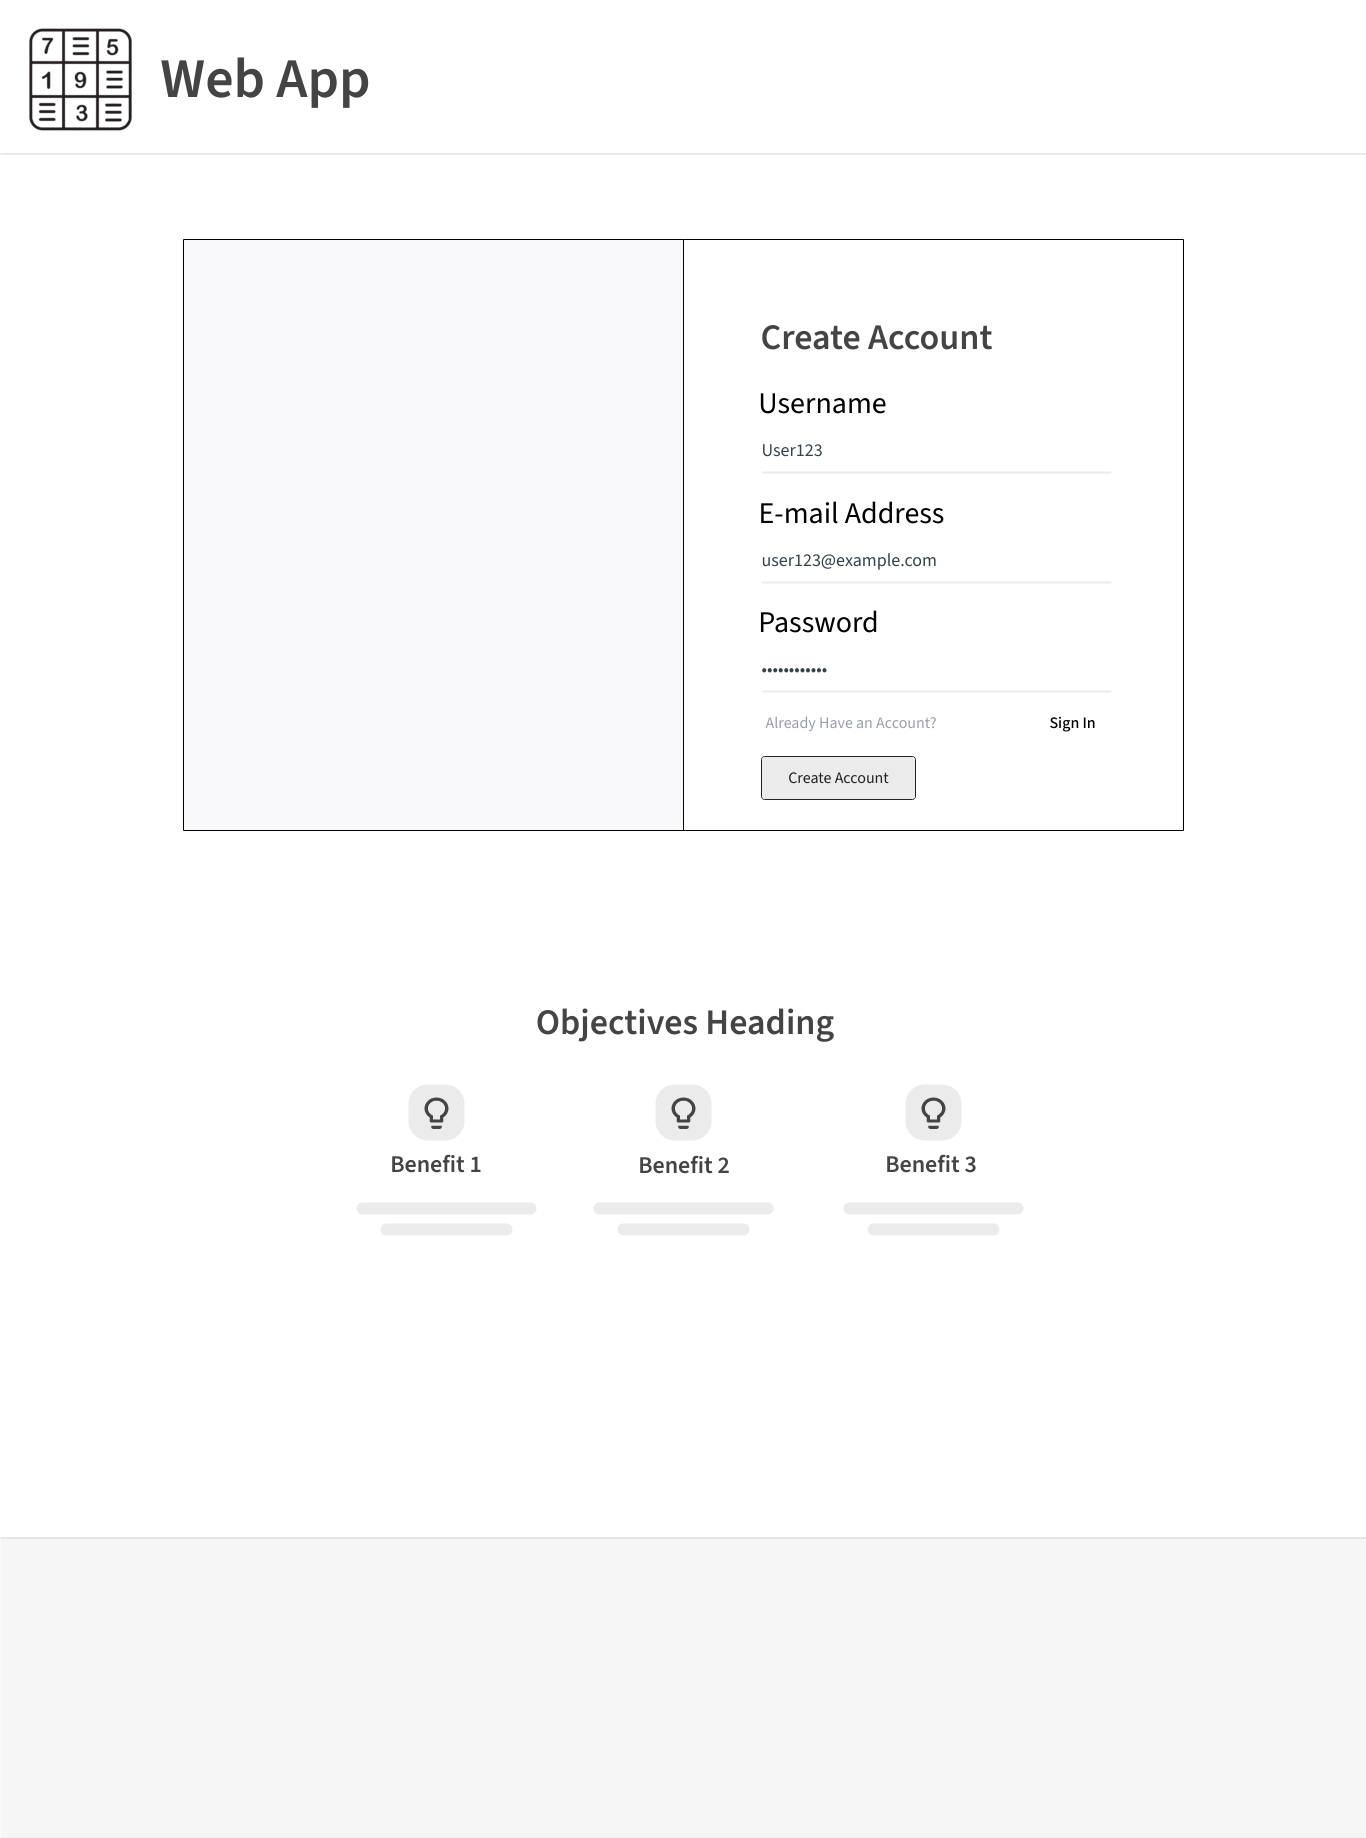 7 5
1 9
3
Web App
Create Account
Username
User123
E-mail Address
user123@example.com
Password
••••••••••••
Already Have an Account? Sign In
Create Account
Objectives Heading
Benefit 1 Benefit 2 Benefit 3